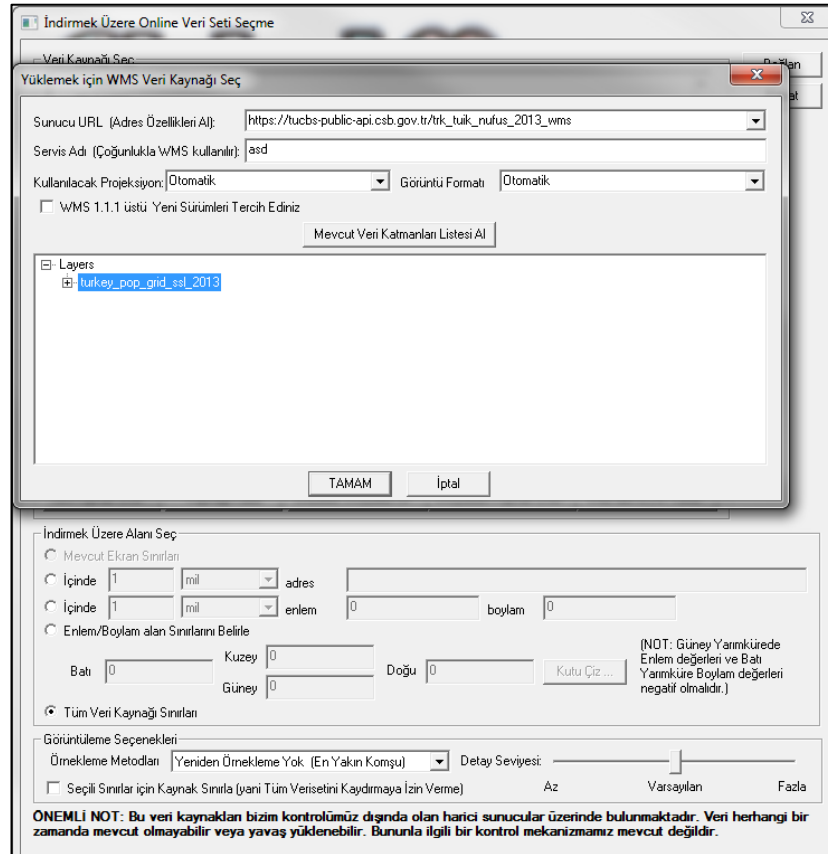 İndirmek Üzere Online Veri Seti Seçme
Veri Kaynağı Seç
Yüklemek için WMS Veri Kaynağı Seç
Sunucu URL (Adres Özellikleri Al): https://tucbs-public-api.csb.gov.tr/trk_tuik_nufus_2013_wms
Servis Adı (Çoğunlukla WMS kullanılır): asd
Kullanılacak Projeksiyon: Otomatik Görüntü Formatı Otomatik
WMS 1.1.1 üstü Yeni Sürümleri Tercih Ediniz
Mevcut Veri Katmanları Listesi Al
Layers
turkey_pop_grid_ssl_2013
TAMAM İptal
İndirmek Üzere Alanı Seç
Mevcut Ekran Sınırları
İçinde 1 mil adres
İçinde 1 mil enlem 0 boylam 0
Enlem/Boylam alan Sınırlarını Belirle
Batı 0 Kuzey 0 Güney 0 Doğu 0 Kutu Çiz ...
(NOT: Güney Yarımkürede
Enlem değerleri ve Batı
Yarımküre Boylam değerleri
negatif olmalıdır.)
Tüm Veri Kaynağı Sınırları
Görüntüleme Seçenekleri
Örnekleme Metodları Yeniden Örnekleme Yok (En Yakın Komşu) Detay Seviyesi:
Az Varsayılan Fazla
Seçili Sınırlar için Kaynak Sınırla (yani Tüm Verisetini Kaydırmaya İzin Verme)
ÖNEMLİ NOT: Bu veri kaynakları bizim kontrolümüz dışında olan harici sunucular üzerinde bulunmaktadır. Veri herhangi bir
zamanda mevcut olmayabilir veya yavaş yüklenebilir. Bununla ilgili bir kontrol mekanizmamız mevcut değildir.